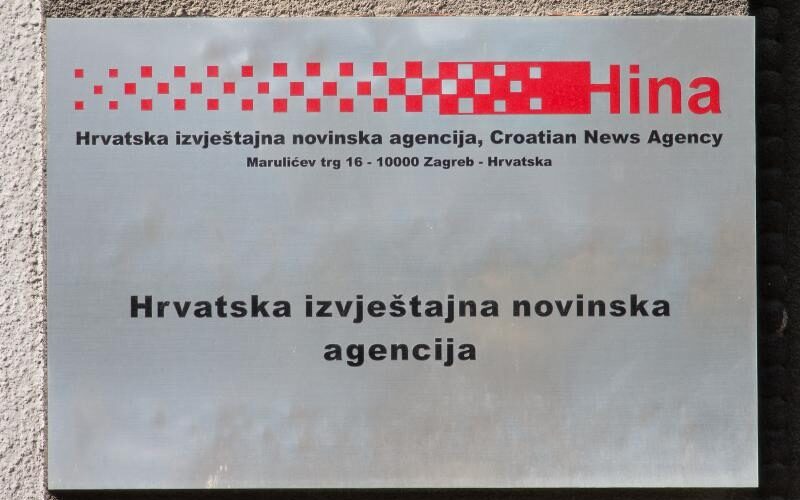 Hina
Hrvatska izvještajna novinska agencija, Croatian News Agency
Marulićev trg 16 - 10000 Zagreb - Hrvatska
Hrvatska izvještajna novinska
agencija